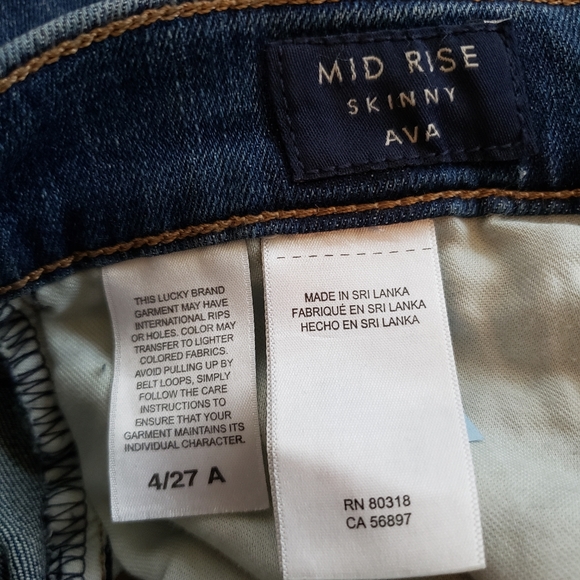 MID RISE
SKINNY
AVA
THIS LUCKY BRAND
GARMENT MAY HAVE
INTERNATIONAL RIPS
OR HOLES. COLOR MAY
TRANSFER TO LIGHTER
COLORED FABRICS.
AVOID PULLING UP BY
BELT LOOPS, SIMPLY
FOLLOW THE CARE
INSTRUCTIONS TO
ENSURE THAT YOUR
GARMENT MAINTAINS ITS
INDIVIDUAL CHARACTER.
4/27 A
MADE IN SRI LANKA
FABRIQUÉ EN SRI LANKA
HECHO EN SRI LANKA
RN 80318
CA 56897